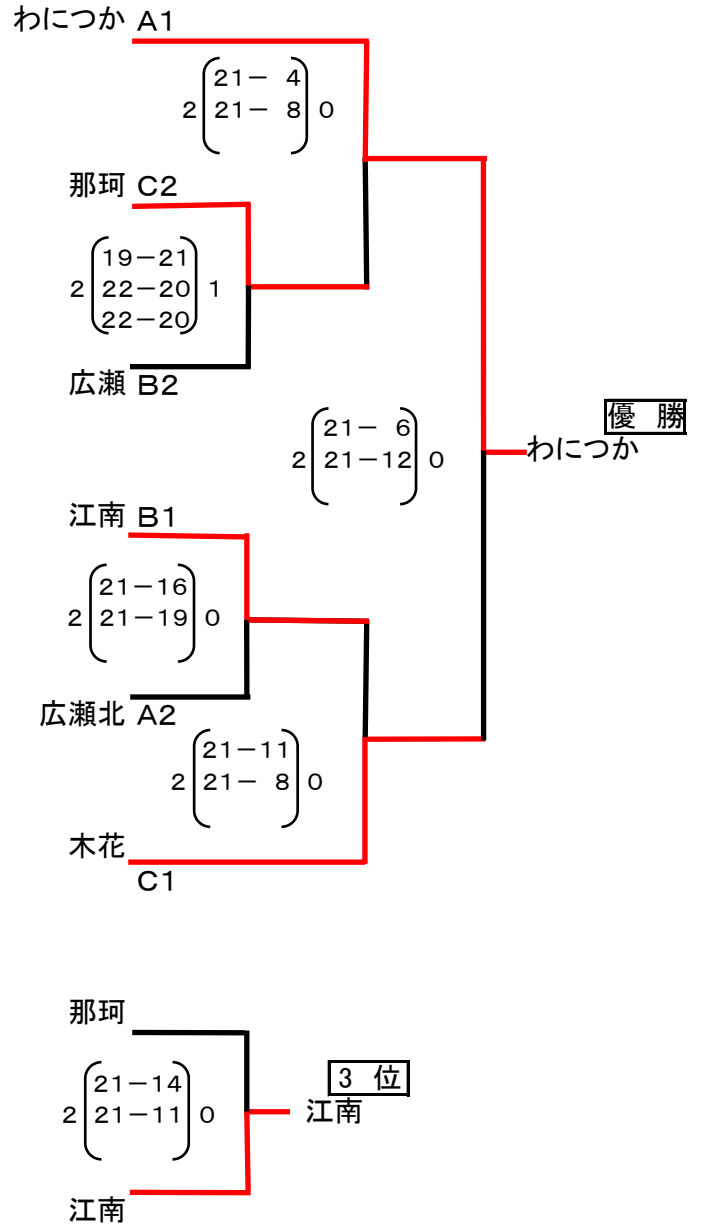 わにつか A1
21－ 4
2 21－ 8 0
那珂 C2
19－21
2 22－20 1
22－20
広瀬 B2
21－ 6
2 21－12 0
優 勝
わにつか
江南 B1
21－16
2 21－19 0
広瀬北 A2
21－11
2 21－ 8 0
木花
C1
那珂
21－14
2 21－11 0
3 位
江南
江南